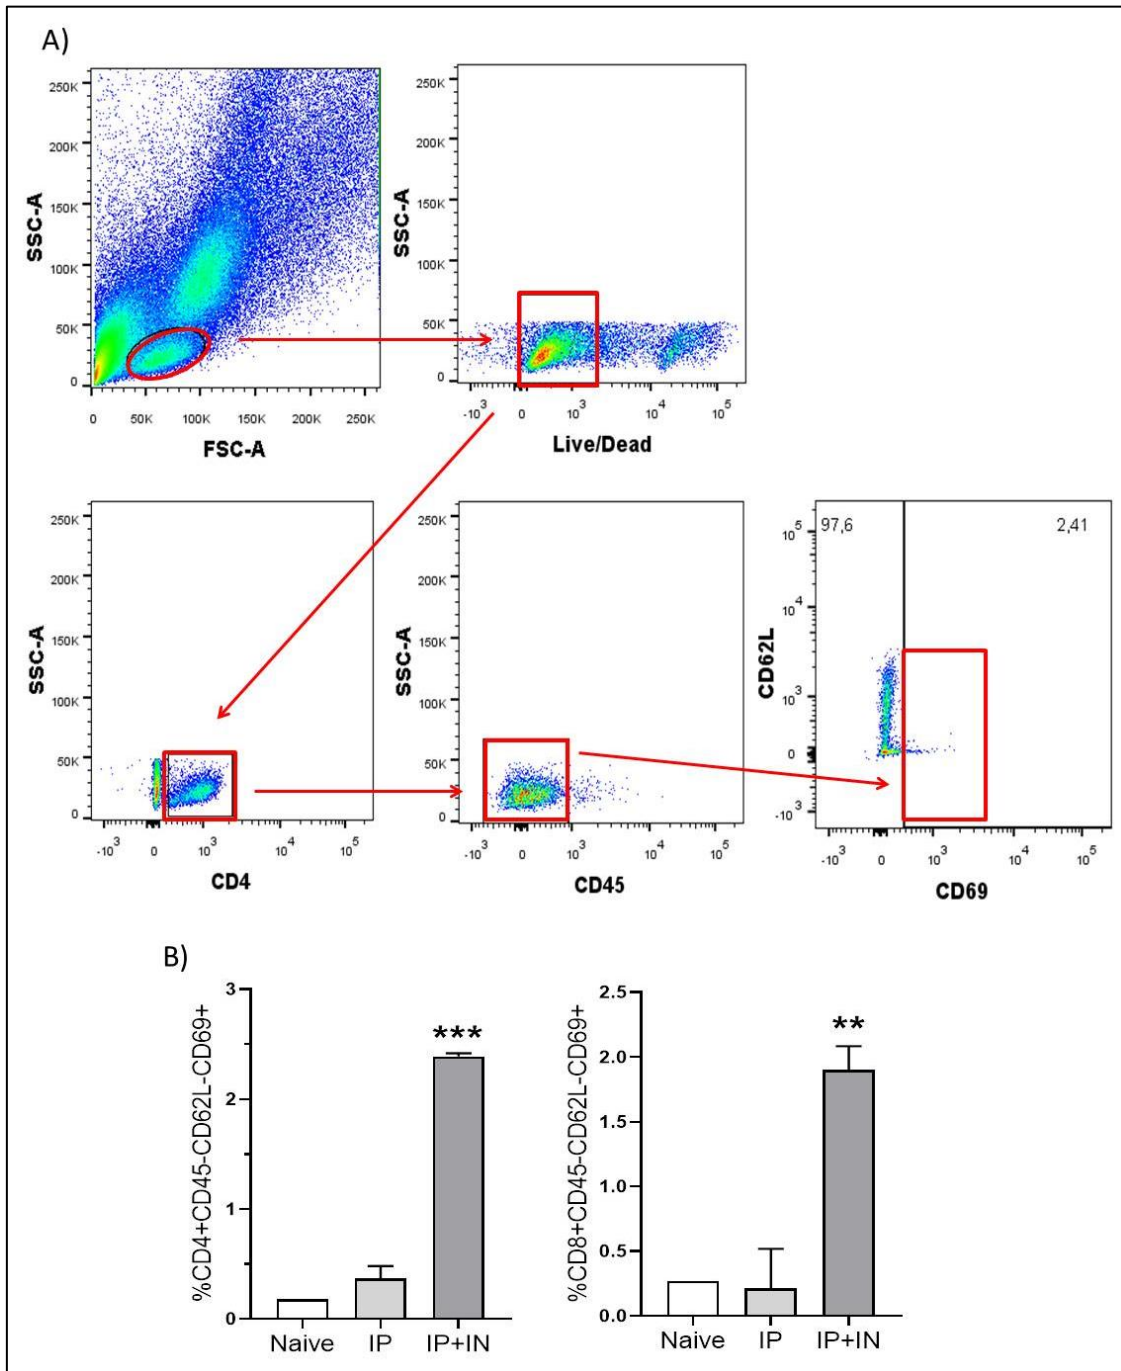 A)
250K
200K
150K
100K
50K
0
SSC-A
0 50K 100K 150K 200K 250K
FSC-A
250K
200K
150K
100K
50K
0
SSC-A
-10³ 0 10³ 10⁴ 10⁵
Live/Dead
250K
200K
150K
100K
50K
0
SSC-A
-10³ 0 10³ 10⁴ 10⁵
CD4
250K
200K
150K
100K
50K
0
SSC-A
-10³ 0 10³ 10⁴ 10⁵
CD45
97,6 2,41
10⁵
10⁴
10³
0
-10³
CD62L
-10³ 0 10³ 10⁴ 10⁵
CD69
B)
%CD4+CD45-CD62L-CD69+
3
2
1
0
***
Naive IP IP+IN
%CD8+CD45-CD62L-CD69+
2.5
2.0
1.5
1.0
0.5
0.0
**
Naive IP IP+IN